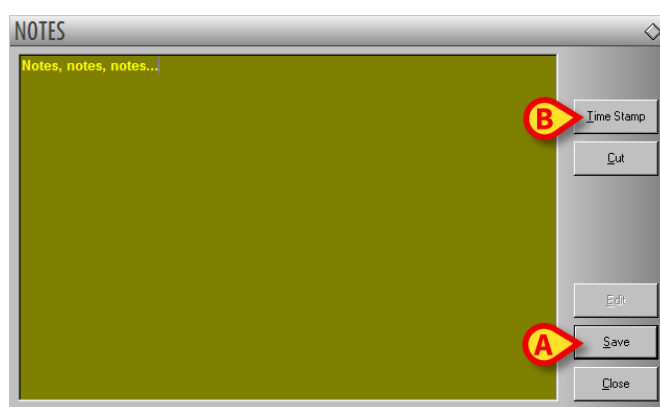 NOTES
Notes, notes, notes...
B
Time Stamp
Cut
Edit
A
Save
Close